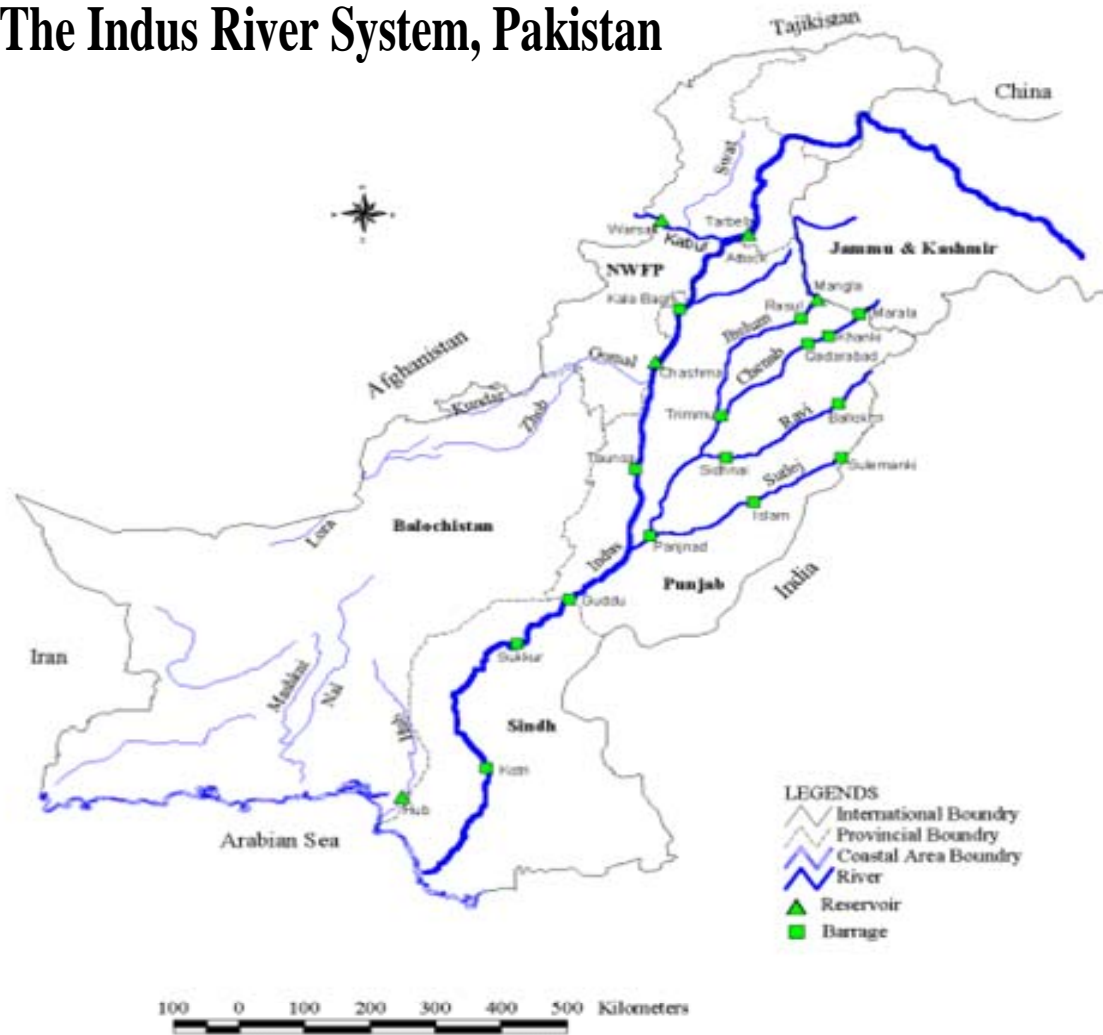 The Indus River System, Pakistan
Tajikistan
China
Swat
Warsak
Tarbela
Kabul
Attock
Jammu & Kashmir
NWFP
Kala Bagh
Mangla
Rasul
Marala
Jhelum
Khanki
Qadarabad
Chenab
Afghanistan
Gomal
Chashma
Kundar
Zhob
Trimmu
Ravi
Balloki
Taunsa
Sidhnai
Sutlej
Sulemanki
Islam
Lora
Balochistan
Indus
Panjnad
Punjab
India
Guddu
Iran
Sukkur
Mashkai
Nai
Hub
Sindh
Kotri
Hub
Arabian Sea
LEGENDS
International Boundry
Provincial Boundry
Coastal Area Boundry
River
Reservoir
Barrage
100 0 100 200 300 400 500 Kilometers